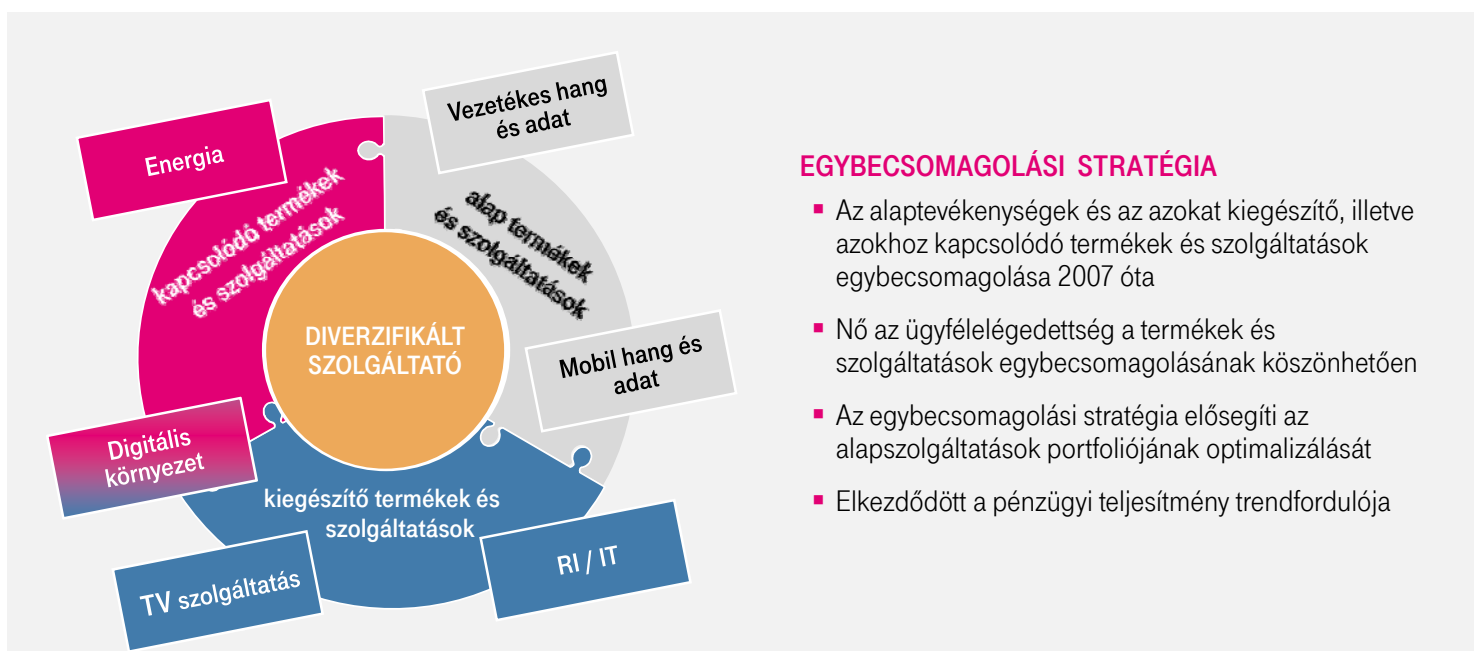 Energia
kapcsolódó termékek
és szolgáltatások
Vezetékes hang
és adat
alap termékek
és szolgáltatások
DIVERZIFIKÁLT
SZOLGÁLTATÓ
Mobil hang és
adat
Digitális
környezet
kiegészítő termékek és
szolgáltatások
TV szolgáltatás
RI / IT
EGYBECSOMAGOLÁSI STRATÉGIA
▪ Az alaptevékenységek és az azokat kiegészítő, illetve
azokhoz kapcsolódó termékek és szolgáltatások
egybecsomagolása 2007 óta
▪ Nő az ügyfélelégedettség a termékek és
szolgáltatások egybecsomagolásának köszönhetően
▪ Az egybecsomagolási stratégia elősegíti az
alapszolgáltatások portfoliójának optimalizálását
▪ Elkezdődött a pénzügyi teljesítmény trendfordulója